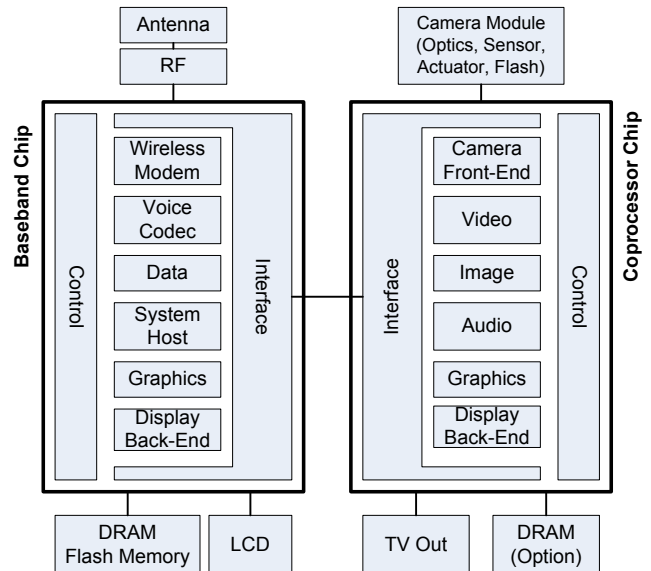 Antenna
RF
Camera Module
(Optics, Sensor,
Actuator, Flash)
Baseband Chip
Control
Wireless
Modem
Voice
Codec
Data
System
Host
Graphics
Display
Back-End
Interface
Interface
Camera
Front-End
Video
Image
Audio
Graphics
Display
Back-End
Control
Coprocessor Chip
DRAM
Flash Memory
LCD
TV Out
DRAM
(Option)